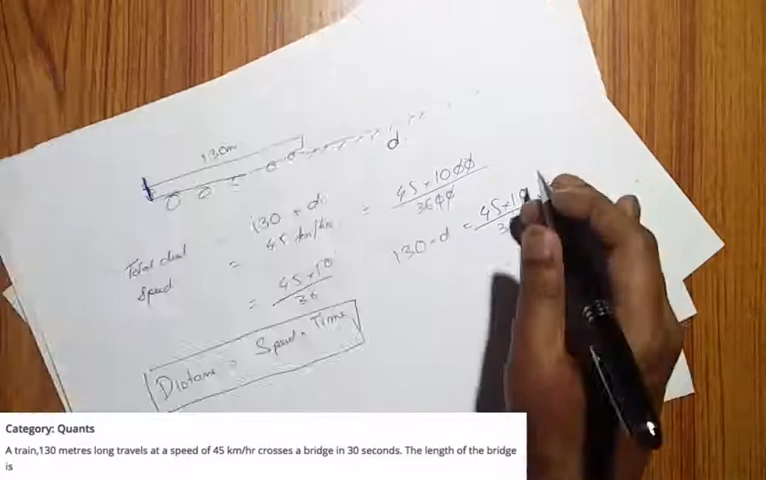 130m
d
Total dist = 130 + d
Speed = 45 km/hr = 45 × 1000 / 3600
= 45 × 10 / 36
130 + d = 45 × 10
Distance = Speed × Time
Category: Quants
A train,130 metres long travels at a speed of 45 km/hr crosses a bridge in 30 seconds. The length of the bridge
is